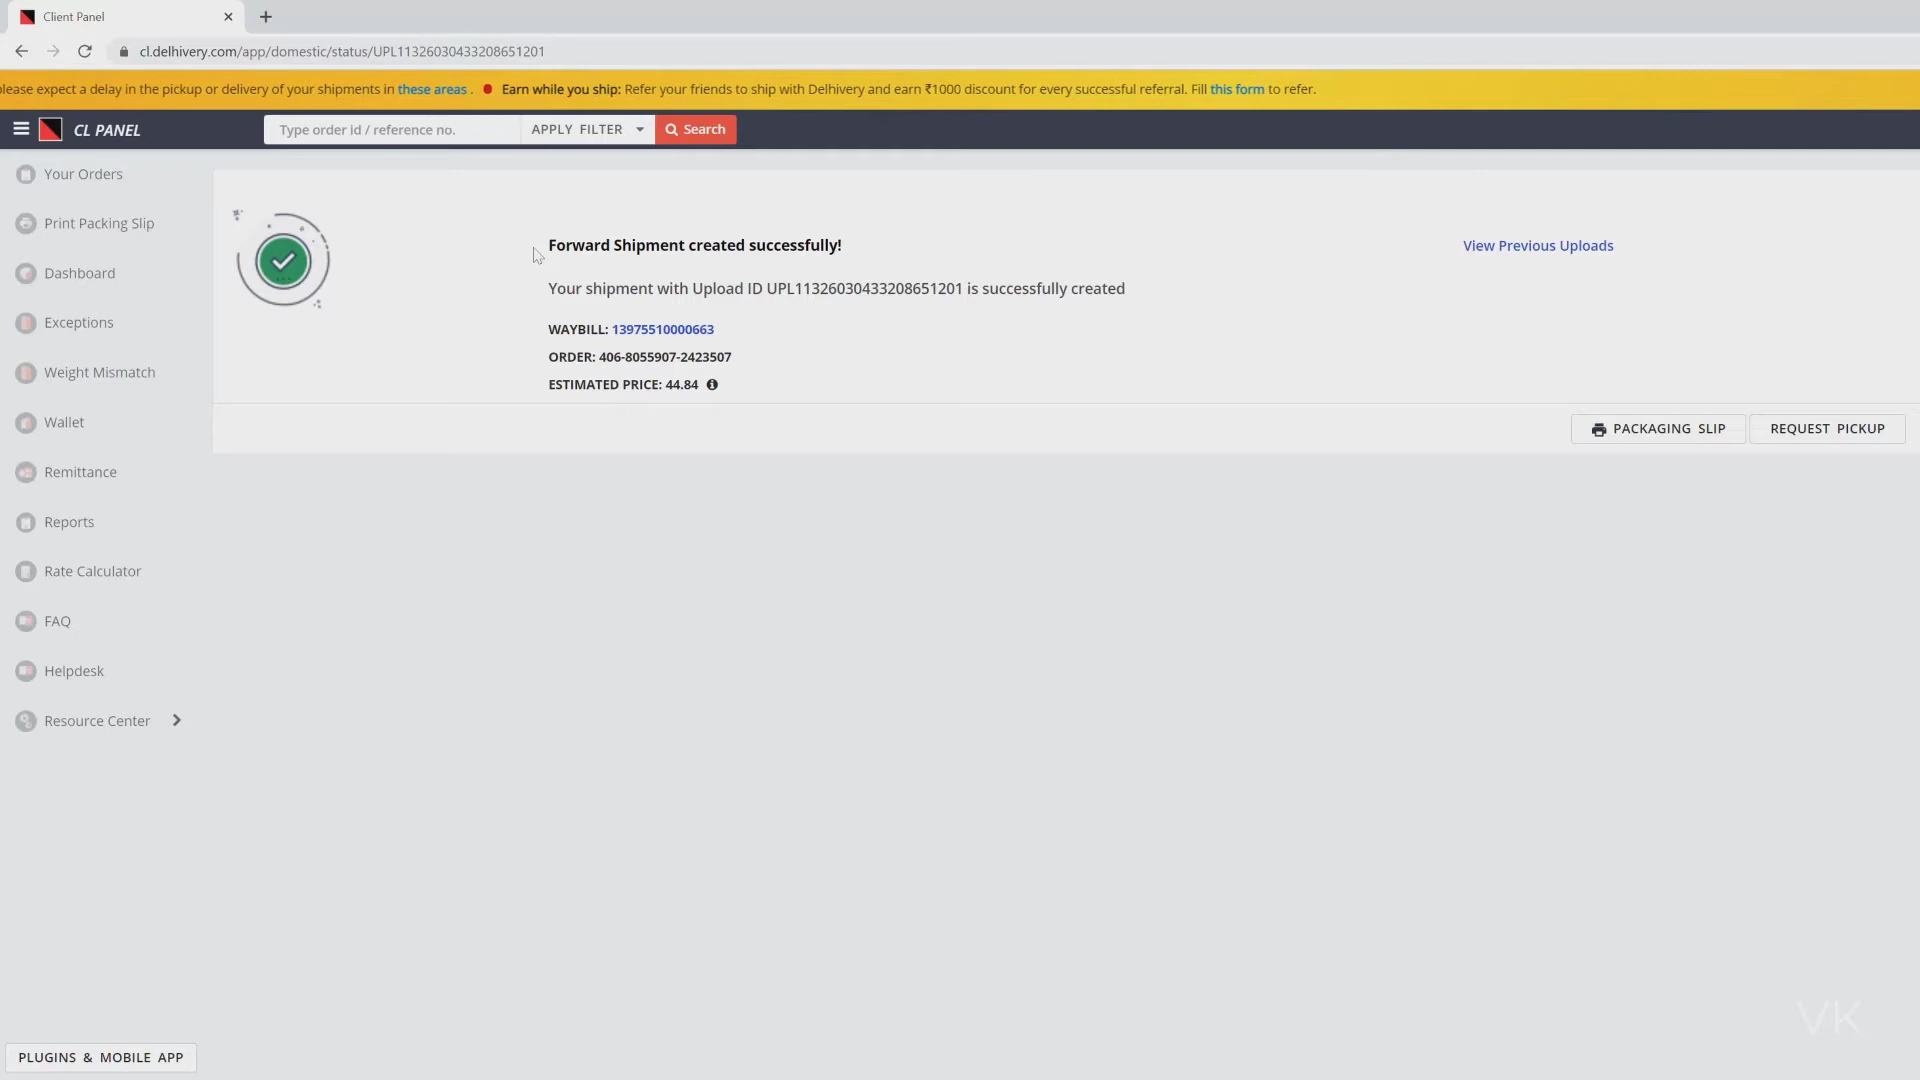 Client Panel
cl.delhivery.com/app/domestic/status/UPL11326030433208651201
please expect a delay in the pickup or delivery of your shipments in these areas . Earn while you ship: Refer your friends to ship with Delhivery and earn ₹1000 discount for every successful referral. Fill this form to refer.
CL PANEL Type order id / reference no. APPLY FILTER Search
Your Orders
Print Packing Slip
Dashboard
Exceptions
Weight Mismatch
Wallet
Remittance
Reports
Rate Calculator
FAQ
Helpdesk
Resource Center
PLUGINS & MOBILE APP
Forward Shipment created successfully!
View Previous Uploads
Your shipment with Upload ID UPL11326030433208651201 is successfully created
WAYBILL: 13975510000663
ORDER: 406-8055907-2423507
ESTIMATED PRICE: 44.84
PACKAGING SLIP
REQUEST PICKUP
VK